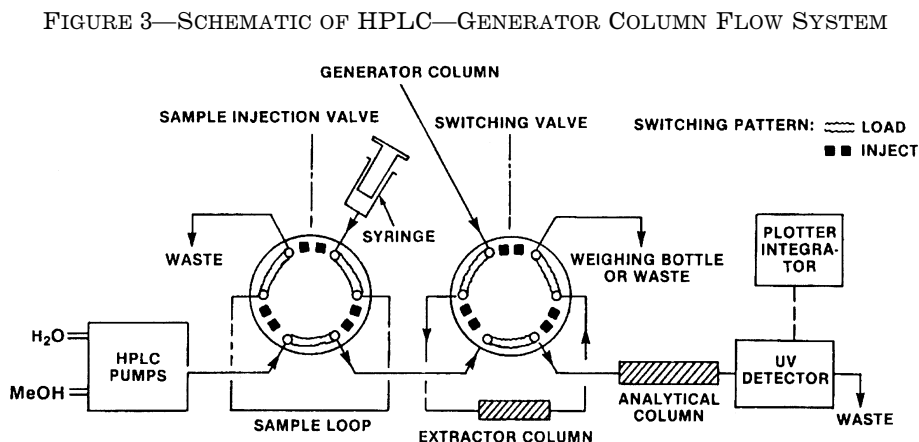 FIGURE 3—SCHEMATIC OF HPLC—GENERATOR COLUMN FLOW SYSTEM
GENERATOR COLUMN
SAMPLE INJECTION VALVE
SWITCHING VALVE
SWITCHING PATTERN:
LOAD
INJECT
SYRINGE
WASTE
WEIGHING BOTTLE
OR WASTE
PLOTTER
INTEGRA-
TOR
H₂O
MeOH
HPLC
PUMPS
SAMPLE LOOP
EXTRACTOR COLUMN
ANALYTICAL
COLUMN
UV
DETECTOR
WASTE